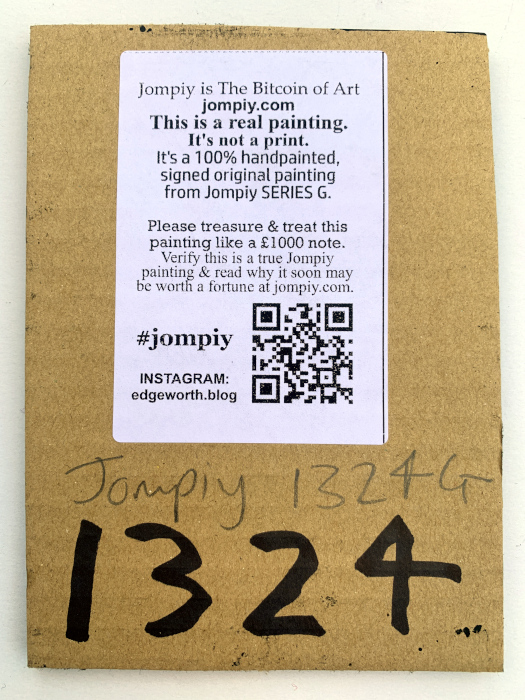 Jompiy is The Bitcoin of Art
jompiy.com
This is a real painting.
It's not a print.
It's a 100% handpainted,
signed original painting
from Jompiy SERIES G.
Please treasure & treat this
painting like a £1000 note.
Verify this is a true Jompiy
painting & read why it soon may
be worth a fortune at jompiy.com.
#jompiy
INSTAGRAM:
edgeworth.blog
Jompiy 1324G
1324